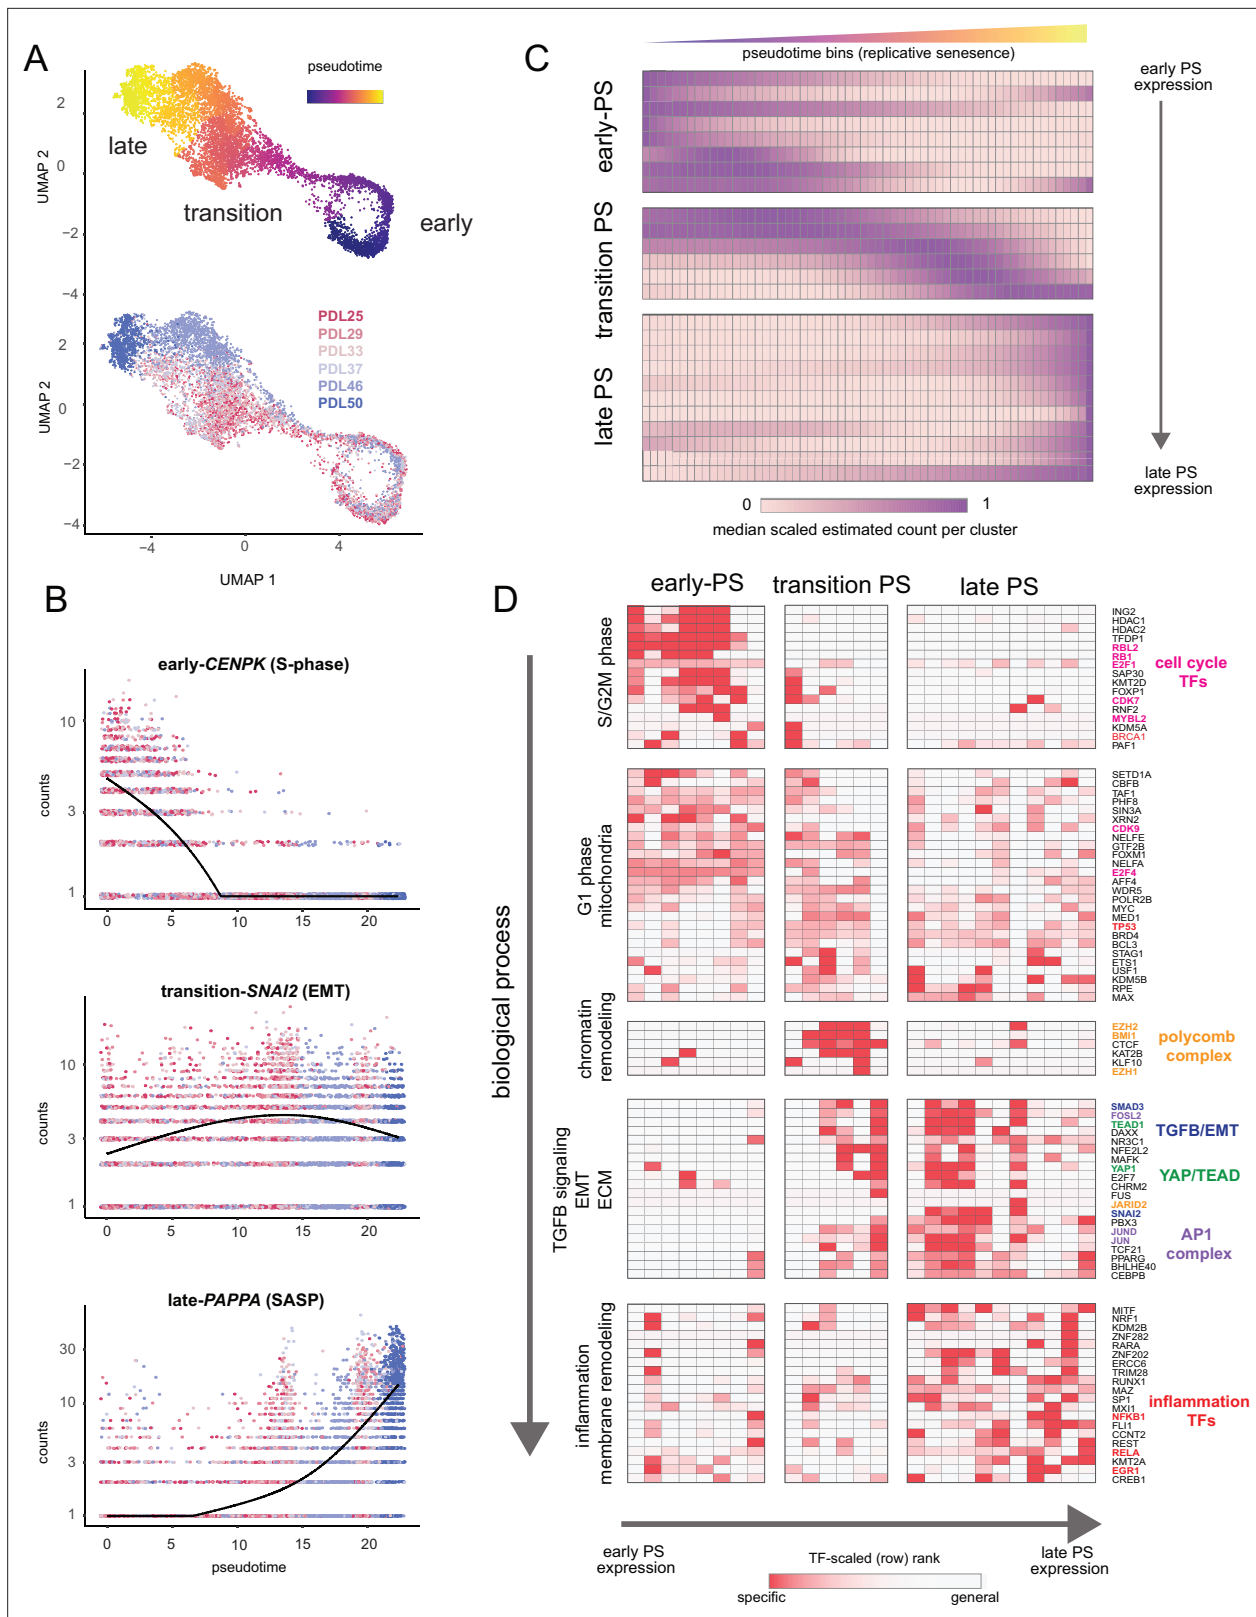 A
pseudotime
2
0
−2
−4
UMAP 2
late
transition
early
PDL25
PDL29
PDL33
PDL37
PDL46
PDL50
2
0
−2
−4
UMAP 2
−4
0
4
UMAP 1
B
early-CENPK (S-phase)
10
3
1
counts
0
5
10
15
20
transition-SNAI2 (EMT)
10
3
1
counts
0
5
10
15
20
late-PAPPA (SASP)
30
10
3
1
counts
0
5
10
15
20
pseudotime
C
pseudotime bins (replicative senesence)
early-PS
transition PS
late PS
early PS
expression
late PS
expression
0
1
median scaled estimated count per cluster
D
early-PS
transition PS
late PS
biological process
S/G2M phase
ING2
HDAC1
HDAC2
TFDP1
RBL2
RB1
E2F1
SAP30
KMT2D
FOXP1
CDK7
RNF2
MYBL2
KDM5A
BRCA1
PAF1
cell cycle
TFs
G1 phase
mitochondria
SETD1A
CBFB
TAF1
PHF8
SIN3A
XRN2
CDK9
NELFE
GTF2B
FOXM1
NELFA
E2F4
AFF4
WDR5
POLR2B
MYC
MED1
TP53
BRD4
BCL3
STAG1
ETS1
USF1
KDM5B
RPE
MAX
chromatin
remodeling
EZH2
BMI1
CTCF
KAT2B
KLF10
EZH1
polycomb
complex
TGFB signaling
EMT
ECM
SMAD3
FOSL2
TEAD1
DAXX
NR3C1
NFE2L2
MAFK
YAP1
E2F7
CHRM2
FUS
JARID2
SNAI2
PBX3
JUND
JUN
TCF21
PPARG
BHLHE40
CEBPB
TGFB/EMT
YAP/TEAD
AP1
complex
inflammation
membrane remodeling
MITF
NRF1
KDM2B
ZNF282
RARA
ZNF202
ERCC6
TRIM28
RUNX1
MAZ
SP1
MXI1
NFKB1
FLI1
CCNT2
REST
RELA
KMT2A
EGR1
CREB1
inflammation
TFs
early PS
expression
late PS
expression
TF-scaled (row) rank
specific
general